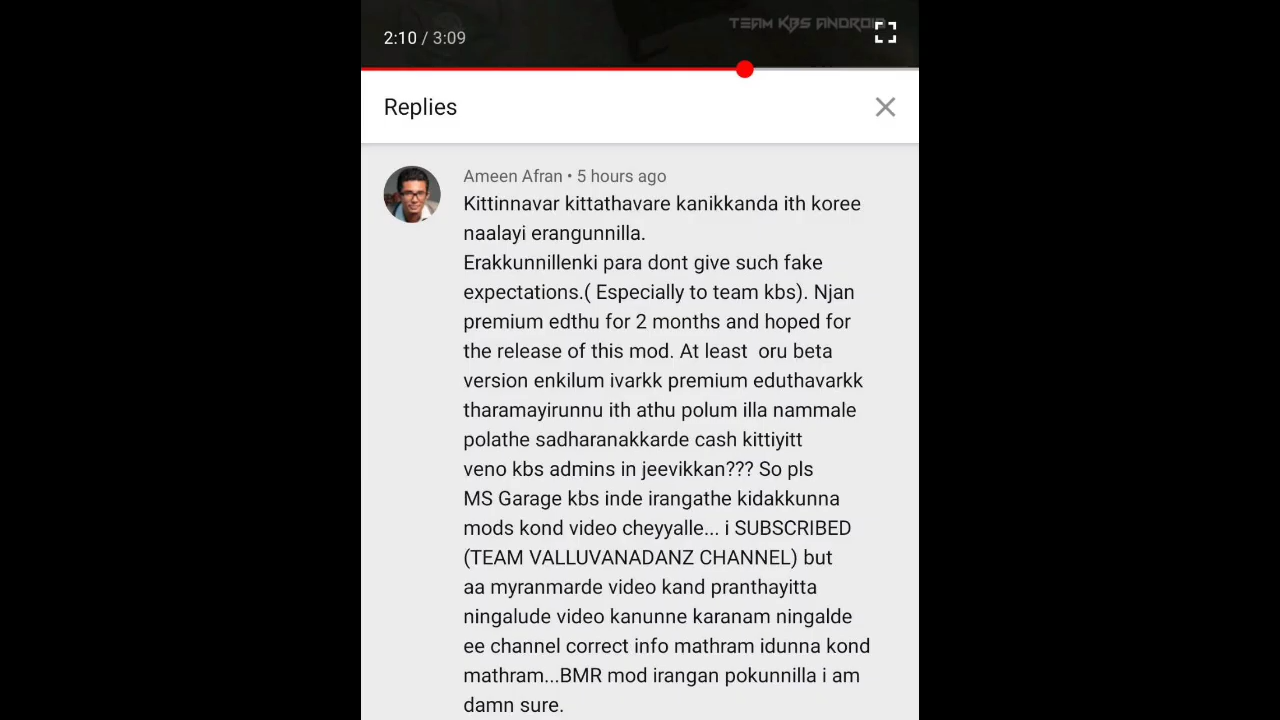 TEAM KBS ANDROID
2:10 / 3:09
Replies
Ameen Afran • 5 hours ago
Kittinnavar kittathavare kanikkanda ith koree
naalayi erangunnilla.
Erakkunnillenki para dont give such fake
expectations.( Especially to team kbs). Njan
premium edthu for 2 months and hoped for
the release of this mod. At least  oru beta
version enkilum ivarkk premium eduthavarkk
tharamayirunnu ith athu polum illa nammale
polathe sadharanakkarde cash kittiyitt
veno kbs admins in jeevikkan??? So pls
MS Garage kbs inde irangathe kidakkunna
mods kond video cheyyalle... i SUBSCRIBED
(TEAM VALLUVANADANZ CHANNEL) but
aa myranmarde video kand pranthayitta
ningalude video kanunne karanam ningalde
ee channel correct info mathram idunna kond
mathram...BMR mod irangan pokunnilla i am
damn sure.